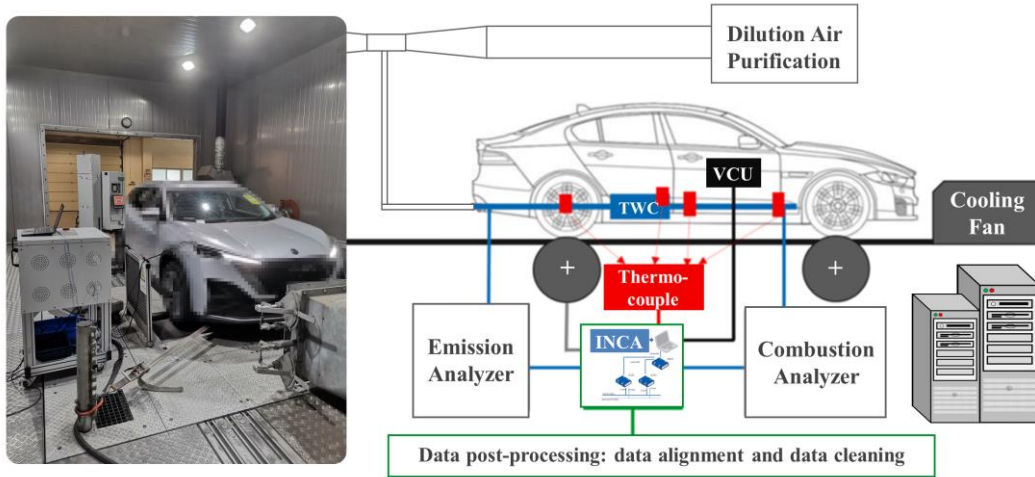 Dilution Air
Purification
VCU
TWC
Cooling
Fan
+
+
Thermo-
couple
Emission
Analyzer
INCA
Combustion
Analyzer
Data post-processing: data alignment and data cleaning